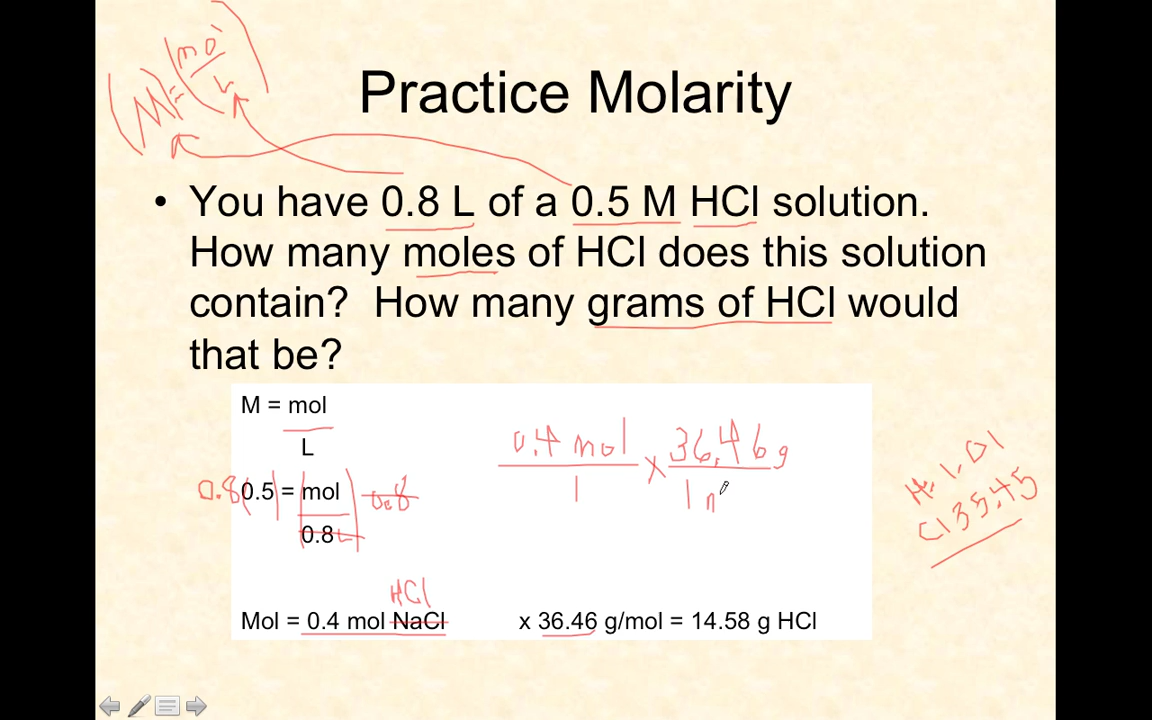 (M)=(mol
L)
Practice Molarity
• You have 0.8 L of a 0.5 M HCl solution.
How many moles of HCl does this solution
contain? How many grams of HCl would
that be?
M = mol
L
0.8(0.5) = (mol) 0.8
0.8 L
0.4 mol x 36.46 g
1 1 m
H 1.01
Cl 35.45
HCl
Mol = 0.4 mol NaCl x 36.46 g/mol = 14.58 g HCl